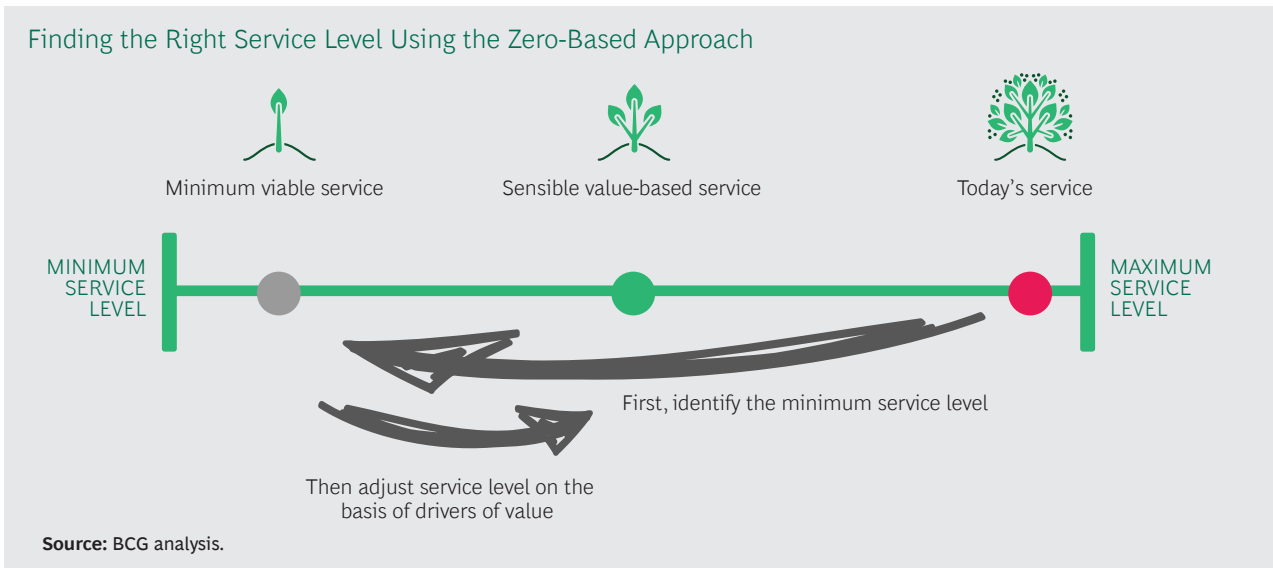 Finding the Right Service Level Using the Zero-Based Approach
Minimum viable service
Sensible value-based service
Today’s service
MINIMUM
SERVICE
LEVEL
MAXIMUM
SERVICE
LEVEL
First, identify the minimum service level
Then adjust service level on the
basis of drivers of value
Source: BCG analysis.